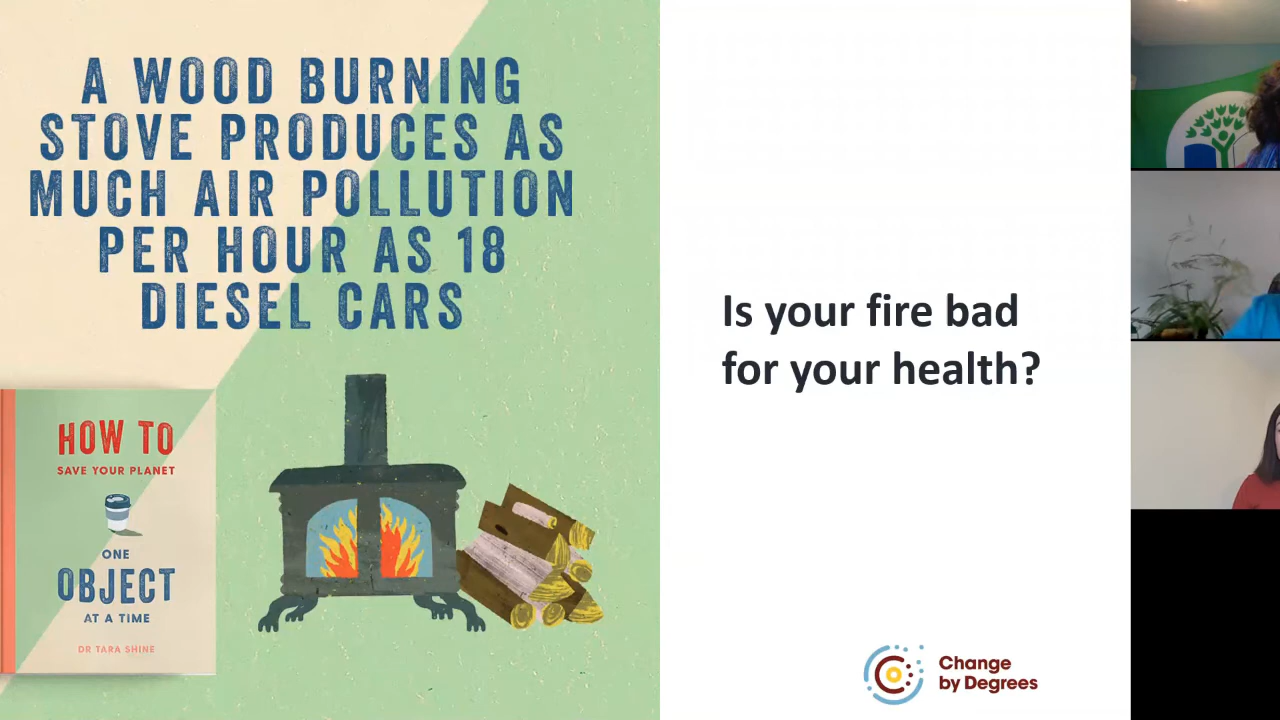 A WOOD BURNING
STOVE PRODUCES AS
MUCH AIR POLLUTION
PER HOUR AS 18
DIESEL CARS
HOW TO
SAVE YOUR PLANET
ONE
OBJECT
AT A TIME
DR TARA SHINE
Is your fire bad
for your health?
Change
by Degrees